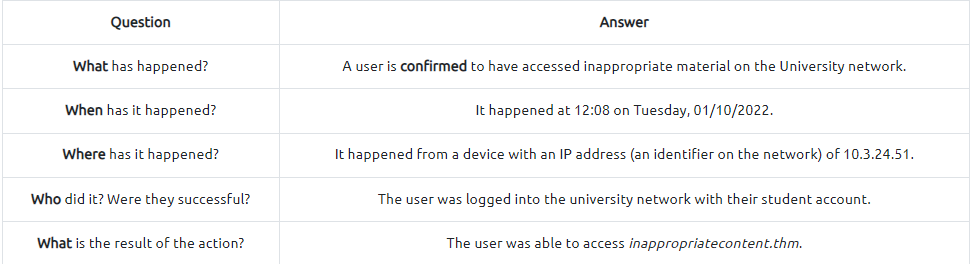 Question Answer
What has happened? A user is confirmed to have accessed inappropriate material on the University network.
When has it happened? It happened at 12:08 on Tuesday, 01/10/2022.
Where has it happened? It happened from a device with an IP address (an identifier on the network) of 10.3.24.51.
Who did it? Were they successful? The user was logged into the university network with their student account.
What is the result of the action? The user was able to access inappropriatecontent.thm.